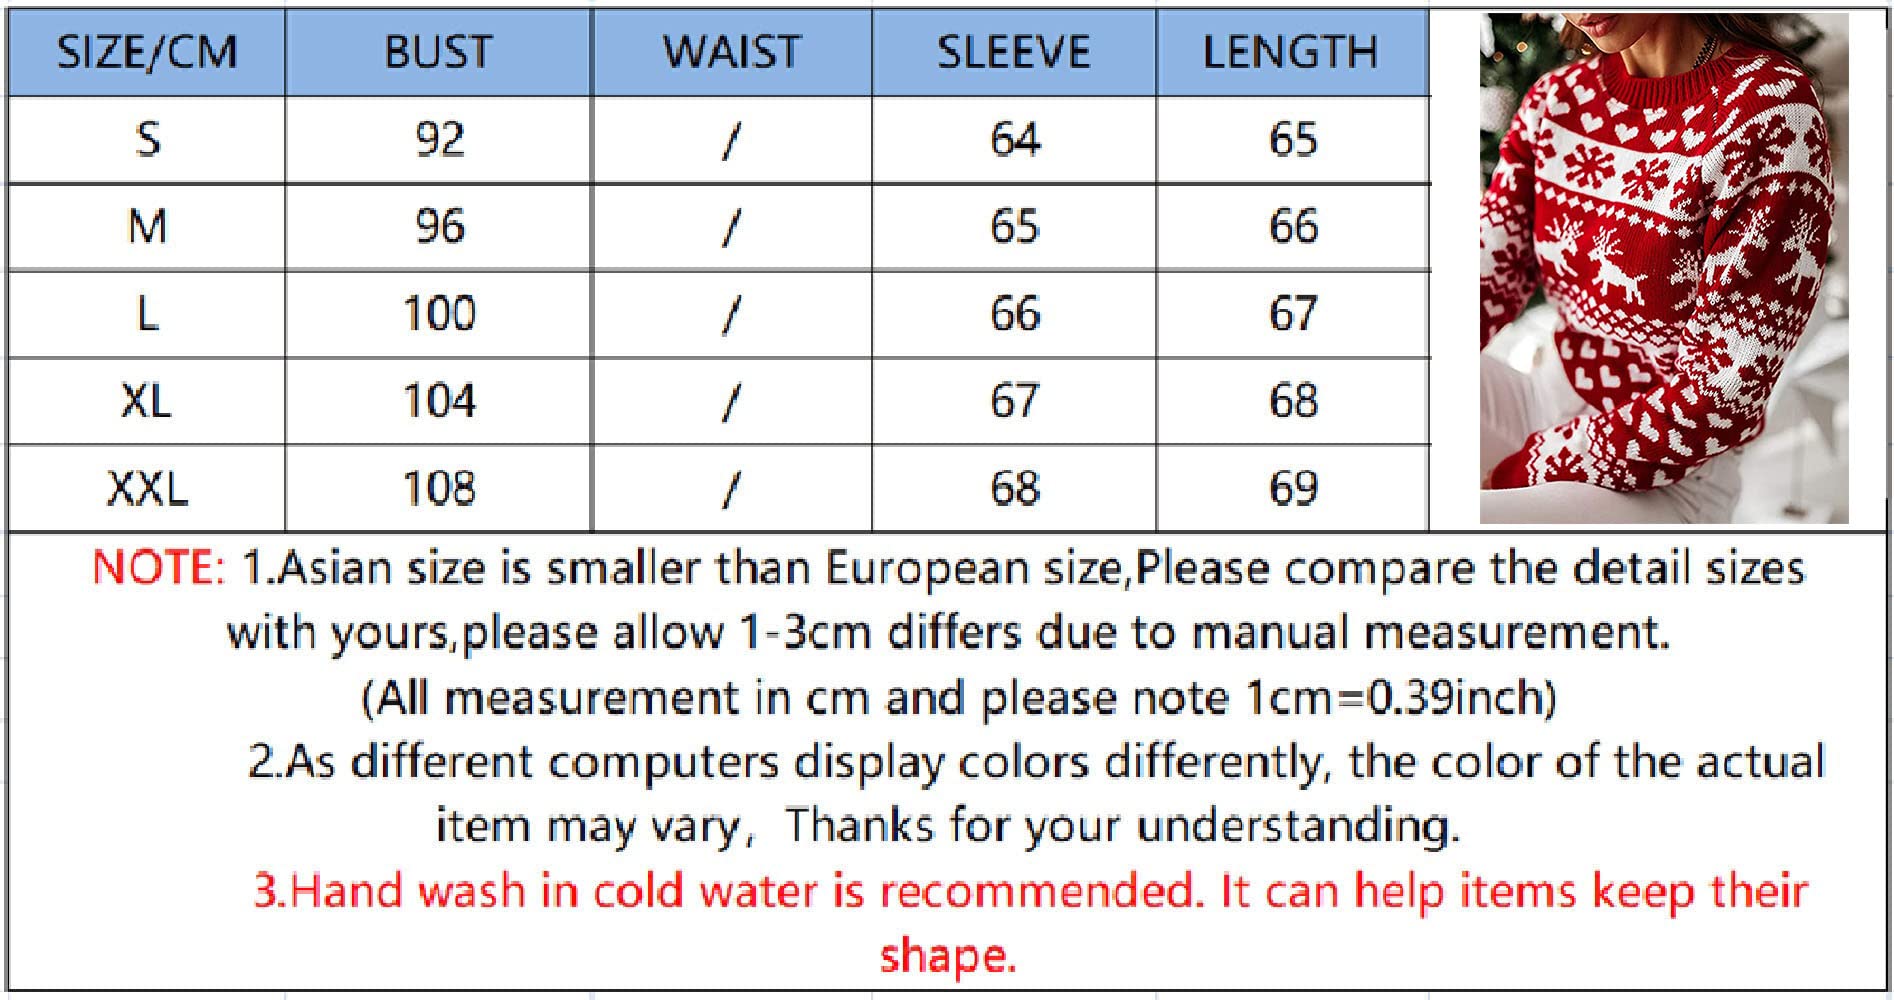 SIZE/CM BUST WAIST SLEEVE LENGTH
S 92 / 64 65
M 96 / 65 66
L 100 / 66 67
XL 104 / 67 68
XXL 108 / 68 69
NOTE: 1.Asian size is smaller than European size,Please compare the detail sizes
with yours,please allow 1-3cm differs due to manual measurement.
(All measurement in cm and please note 1cm=0.39inch)
2.As different computers display colors differently, the color of the actual
item may vary，Thanks for your understanding.
3.Hand wash in cold water is recommended. It can help items keep their
shape.